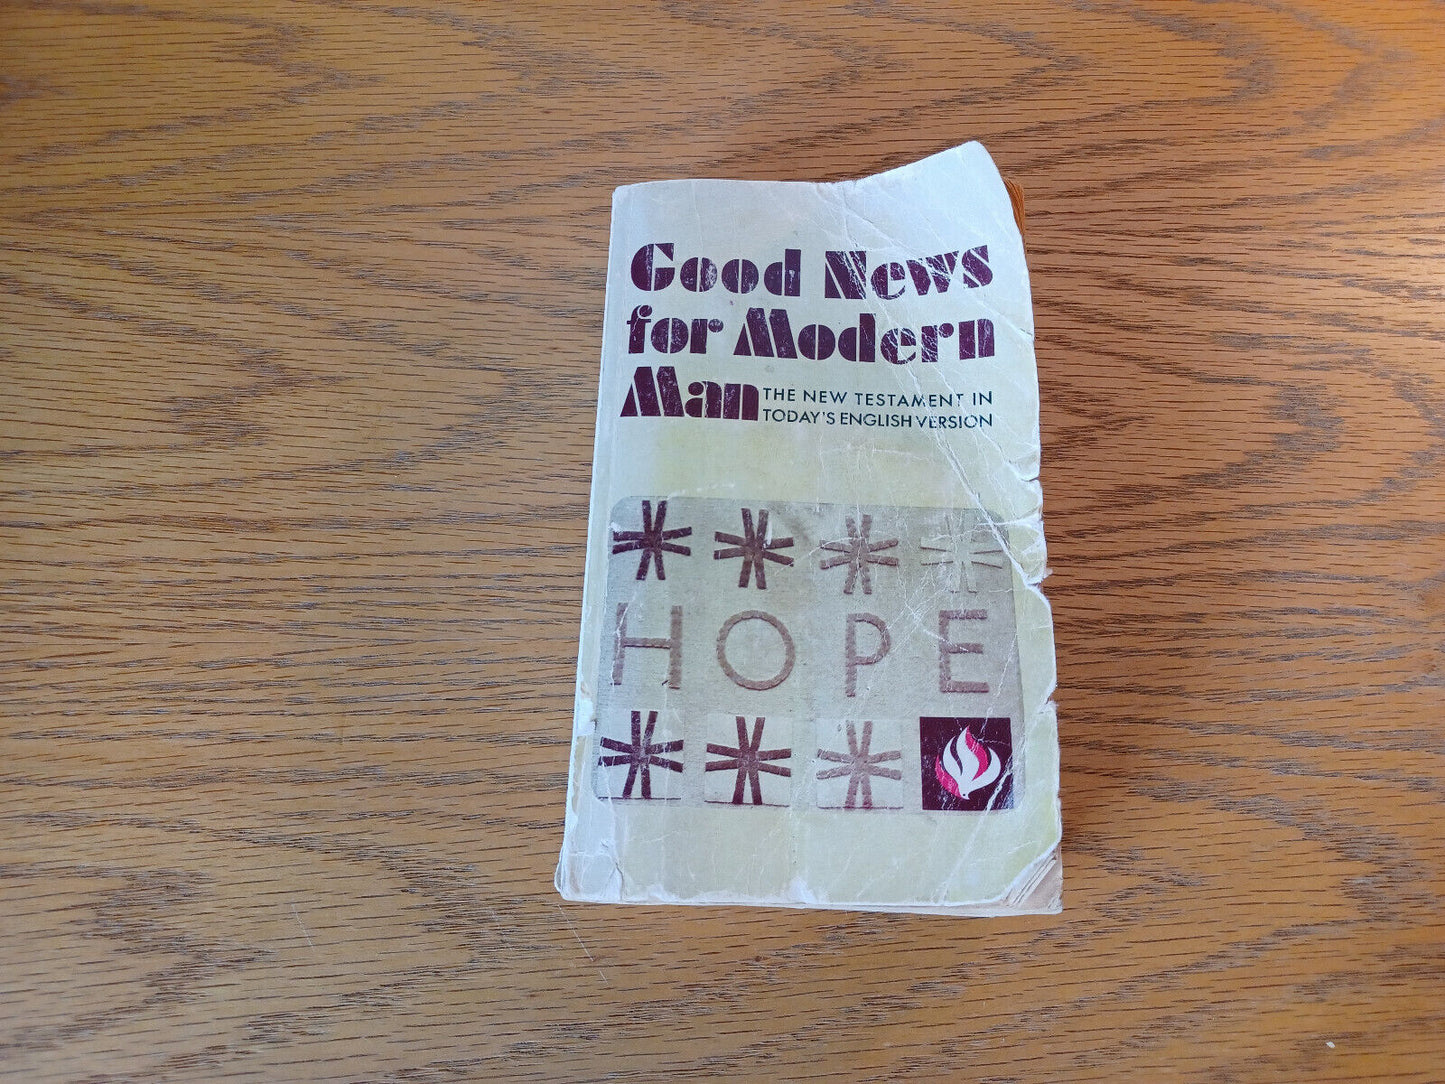 Good News
for Modern
Man
THE NEW TESTAMENT IN
TODAY'S ENGLISH VERSION
HOPE